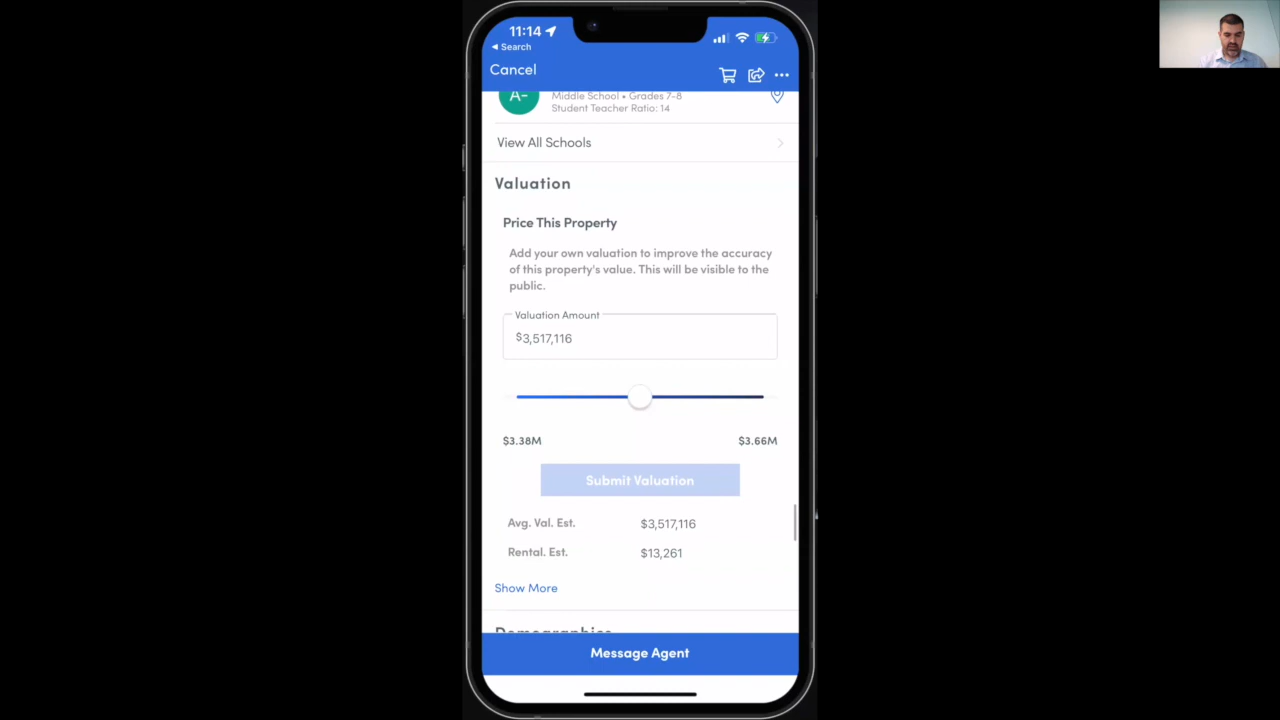 11:14
◀ Search
Cancel
A-
Middle School • Grades 7-8
Student Teacher Ratio: 14
View All Schools
Valuation
Price This Property
Add your own valuation to improve the accuracy
of this property's value. This will be visible to the
public.
Valuation Amount
$3,517,116
$3.38M
$3.66M
Submit Valuation
Avg. Val. Est.
$3,517,116
Rental. Est.
$13,261
Show More
Demographics
Message Agent